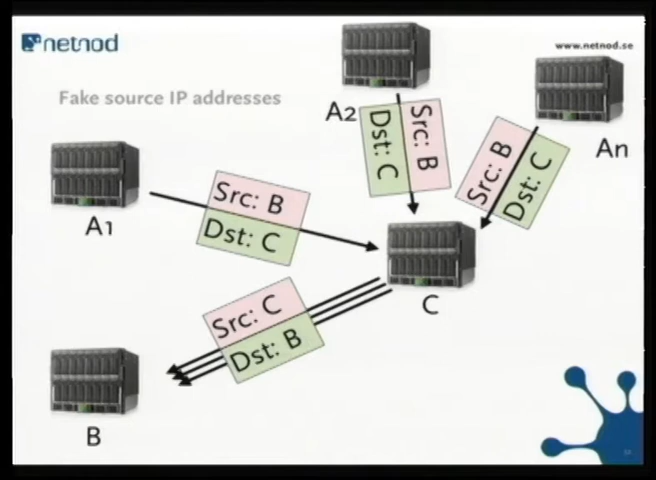 netnod
www.netnod.se
Fake source IP addresses
A2
Src: B
Dst: C
An
Src: B
Dst: C
A1
Src: B
Dst: C
C
Src: C
Dst: B
B